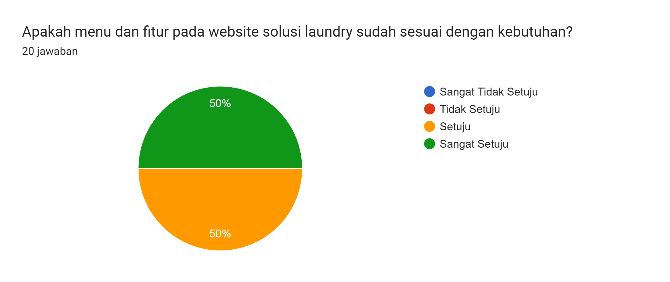 Apakah menu dan fitur pada website solusi laundry sudah sesuai dengan kebutuhan?
20 jawaban
50%
50%
Sangat Tidak Setuju
Tidak Setuju
Setuju
Sangat Setuju